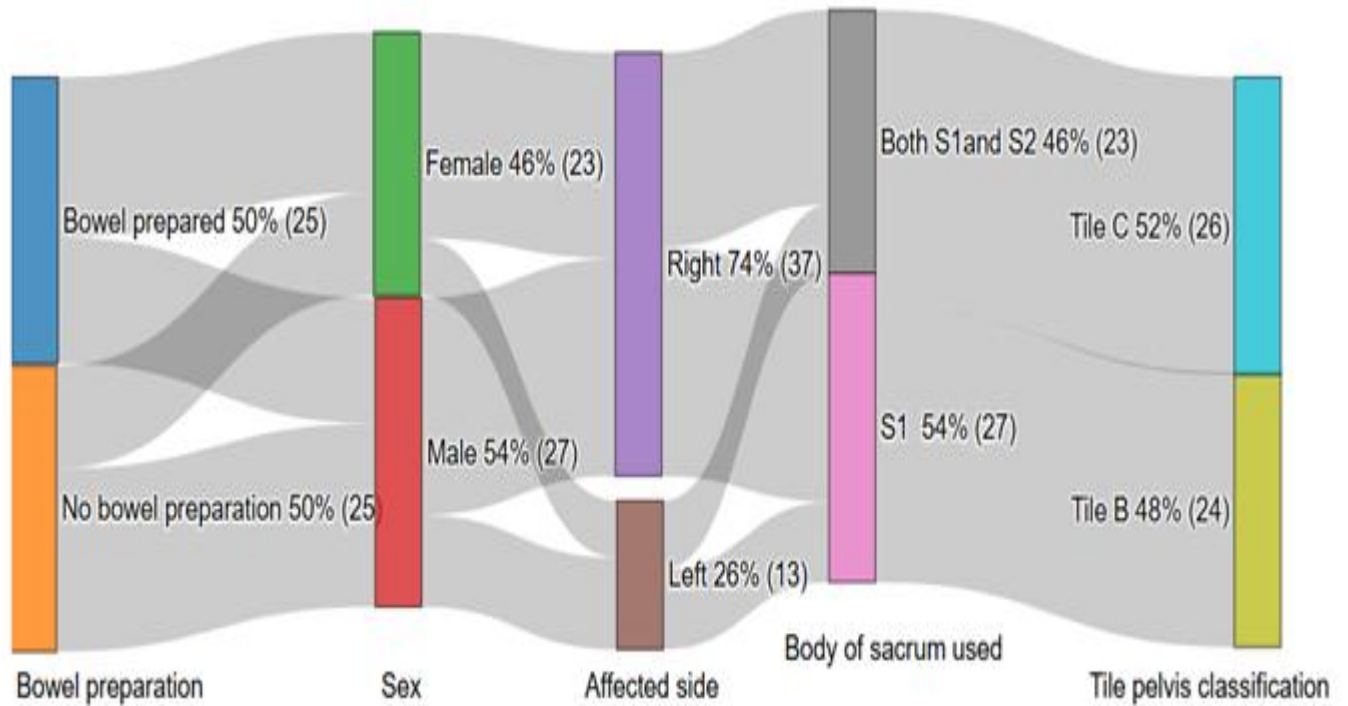 Bowel prepared 50% (25)
No bowel preparation 50% (25)
Bowel preparation
Female 46% (23)
Male 54% (27)
Sex
Right 74% (37)
Left 26% (13)
Affected side
Both S1and S2 46% (23)
S1 54% (27)
Body of sacrum used
Tile C 52% (26)
Tile B 48% (24)
Tile pelvis classification